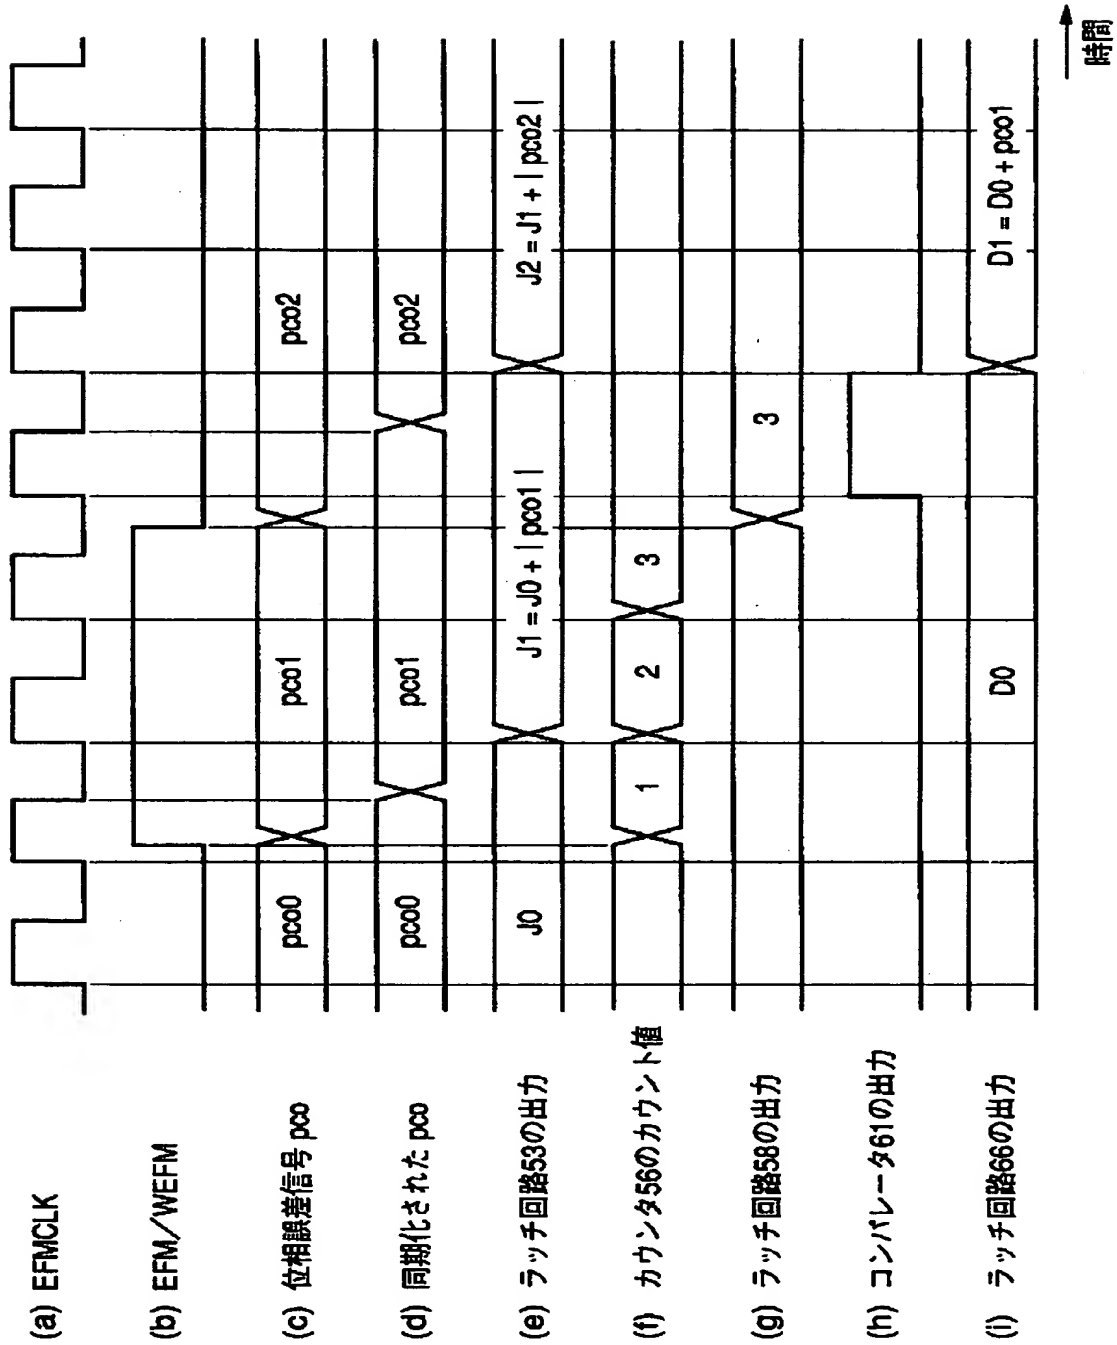 (a) EFMCLK
(b) EFM/WEFM
(c) 位相誤差信号 pco
pco0
pco1
pco2
(d) 同期化された pco
pco0
pco1
pco2
(e) ラッチ回路53の出力
J0
J1 = J0 + | pco1 |
J2 = J1 + | pco2 |
(f) カウンタ56のカウント値
1
2
3
(g) ラッチ回路58の出力
3
(h) コンパレータ61の出力
(i) ラッチ回路66の出力
D0
D1 = D0 + pco1
時間